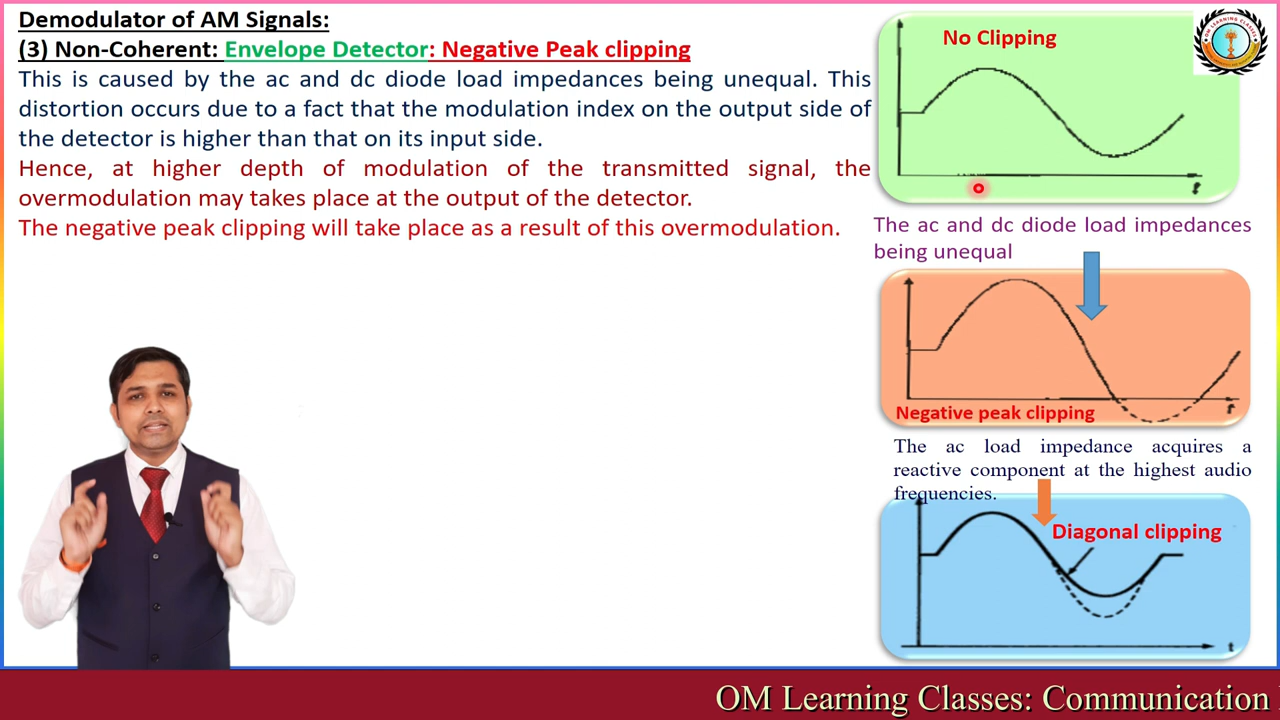 Demodulator of AM Signals:
(3) Non-Coherent: Envelope Detector: Negative Peak clipping
This is caused by the ac and dc diode load impedances being unequal. This
distortion occurs due to a fact that the modulation index on the output side of
the detector is higher than that on its input side.
Hence, at higher depth of modulation of the transmitted signal, the
overmodulation may takes place at the output of the detector.
The negative peak clipping will take place as a result of this overmodulation.
No Clipping
t
The ac and dc diode load impedances
being unequal
Negative peak clipping
t
The ac load impedance acquires a
reactive component at the highest audio
frequencies.
Diagonal clipping
t
OM Learning Classes: Communication